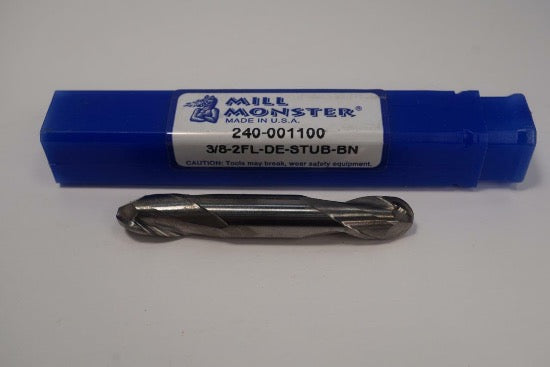 MILL
MONSTER®
MADE IN U.S.A.
240-001100
3/8-2FL-DE-STUB-BN
CAUTION: Tools may break, wear safety equipment.